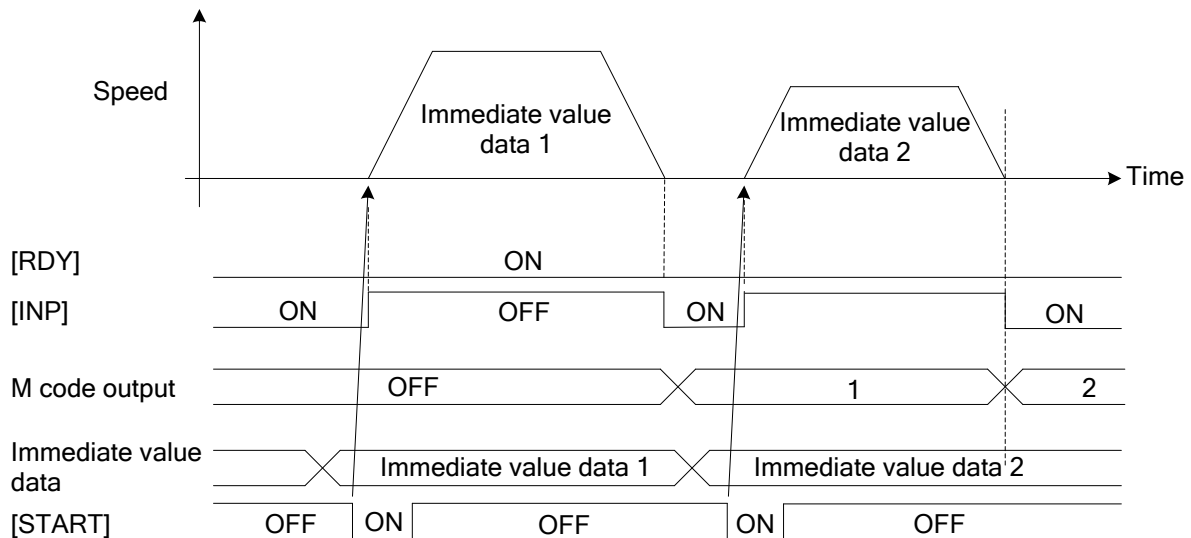 Speed
Immediate value
data 1
Immediate value
data 2
Time
[RDY]
ON
[INP]
ON
OFF
ON
ON
M code output
OFF
1
2
Immediate value
data
Immediate value data 1
Immediate value data 2
[START]
OFF
ON
OFF
ON
OFF